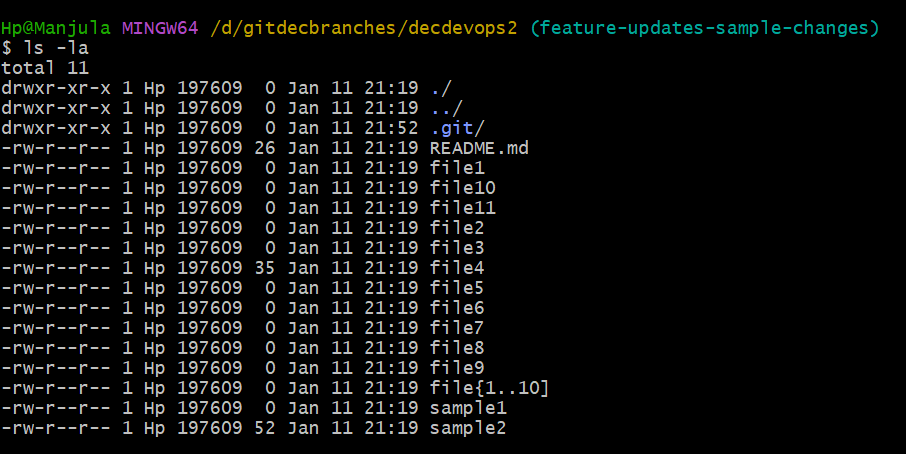 Hp@Manjula MINGW64 /d/gitdecbranches/decdevops2 (feature-updates-sample-changes)
$ ls -la
total 11
drwxr-xr-x 1 Hp 197609  0 Jan 11 21:19 ./
drwxr-xr-x 1 Hp 197609  0 Jan 11 21:19 ../
drwxr-xr-x 1 Hp 197609  0 Jan 11 21:52 .git/
-rw-r--r-- 1 Hp 197609 26 Jan 11 21:19 README.md
-rw-r--r-- 1 Hp 197609  0 Jan 11 21:19 file1
-rw-r--r-- 1 Hp 197609  0 Jan 11 21:19 file10
-rw-r--r-- 1 Hp 197609  0 Jan 11 21:19 file11
-rw-r--r-- 1 Hp 197609  0 Jan 11 21:19 file2
-rw-r--r-- 1 Hp 197609  0 Jan 11 21:19 file3
-rw-r--r-- 1 Hp 197609 35 Jan 11 21:19 file4
-rw-r--r-- 1 Hp 197609  0 Jan 11 21:19 file5
-rw-r--r-- 1 Hp 197609  0 Jan 11 21:19 file6
-rw-r--r-- 1 Hp 197609  0 Jan 11 21:19 file7
-rw-r--r-- 1 Hp 197609  0 Jan 11 21:19 file8
-rw-r--r-- 1 Hp 197609  0 Jan 11 21:19 file9
-rw-r--r-- 1 Hp 197609  0 Jan 11 21:19 file{1..10]
-rw-r--r-- 1 Hp 197609  0 Jan 11 21:19 sample1
-rw-r--r-- 1 Hp 197609 52 Jan 11 21:19 sample2